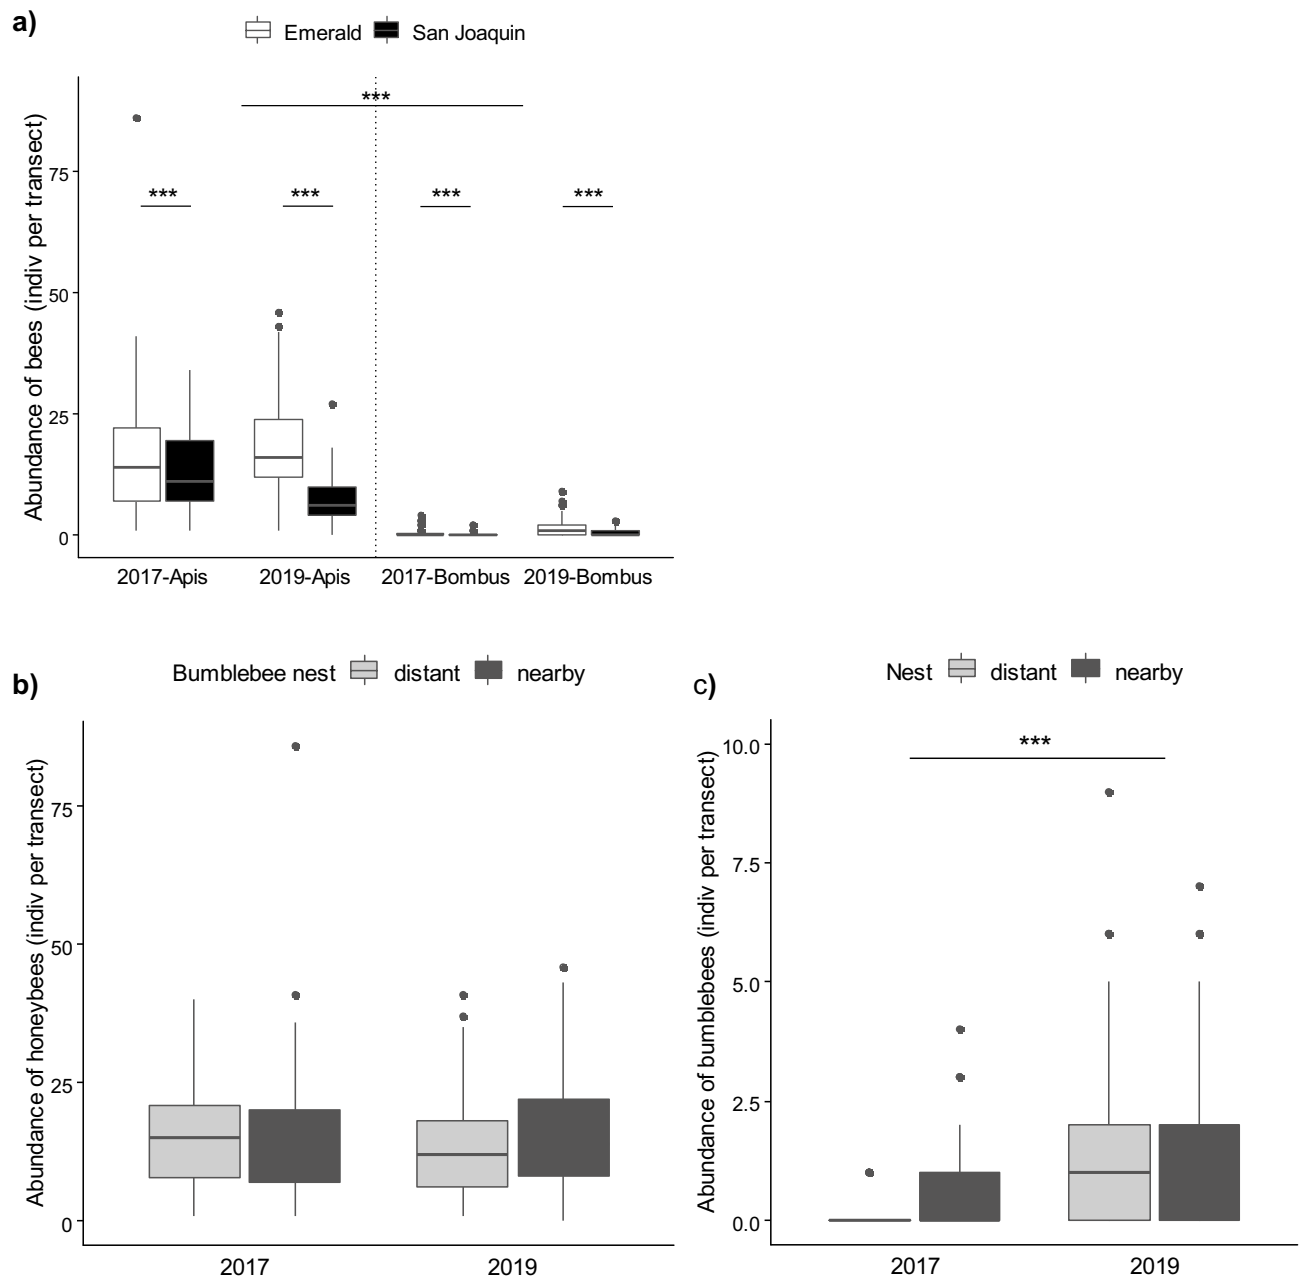 a)
Emerald San Joaquin
Abundance of bees (indiv per transect)
75
50
25
0
***
*** *** *** ***
2017-Apis 2019-Apis 2017-Bombus 2019-Bombus
b)
Bumblebee nest distant nearby
Abundance of honeybees (indiv per transect)
75
50
25
0
2017 2019
c)
Nest distant nearby
Abundance of bumblebees (indiv per transect)
10.0
7.5
5.0
2.5
0.0
***
2017 2019